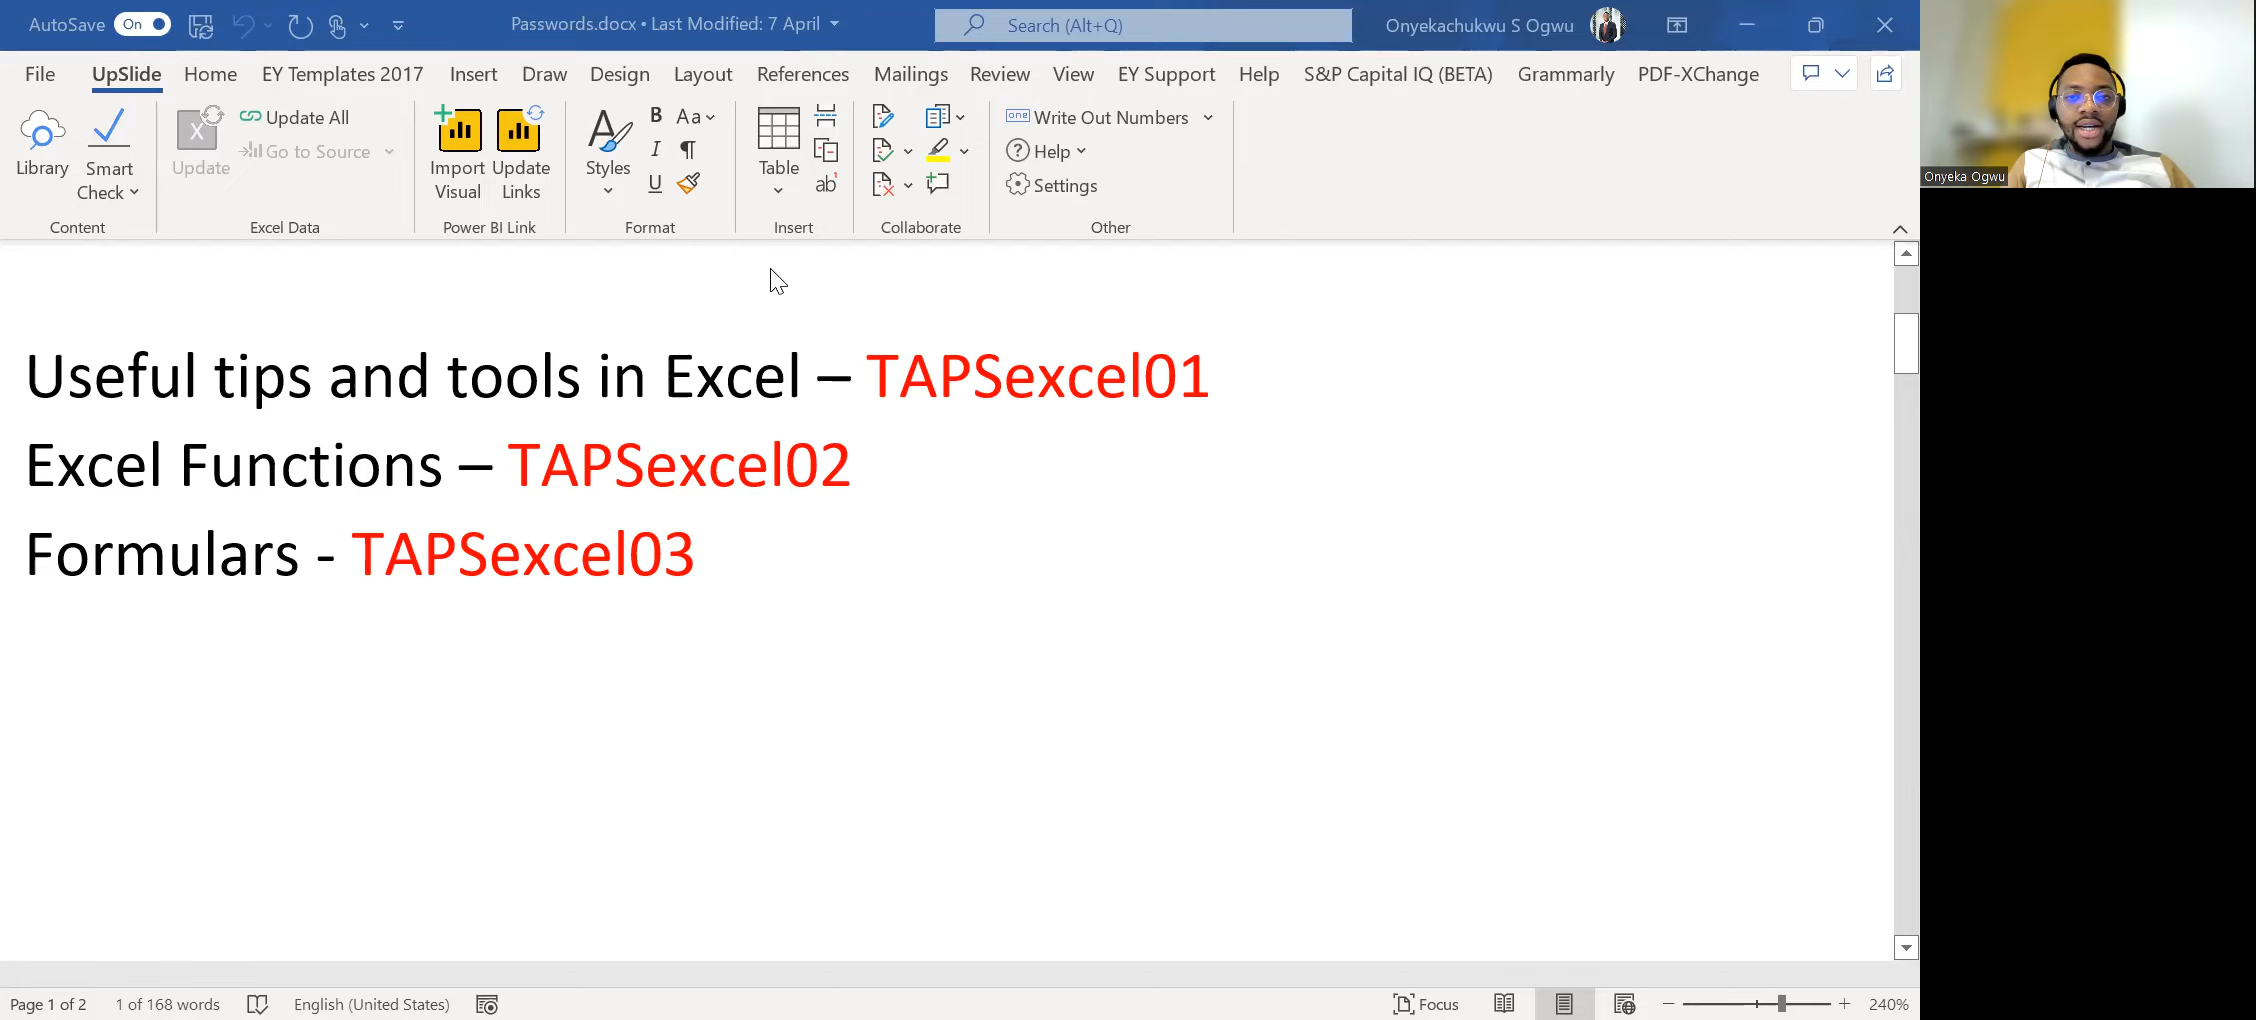 AutoSave On Passwords.docx • Last Modified: 7 April Search (Alt+Q) Onyekachukwu S Ogwu
File UpSlide Home EY Templates 2017 Insert Draw Design Layout References Mailings Review View EY Support Help S&P Capital IQ (BETA) Grammarly PDF-XChange
Library
Smart
Check
Content
Update
Update All
Go to Source
Excel Data
Import
Visual
Update
Links
Power BI Link
Styles
B Aa
I ¶
U
Format
Table
ab
Insert
Collaborate
Write Out Numbers
Help
Settings
Other
Onyeka Ogwu
Useful tips and tools in Excel – TAPSexcel01
Excel Functions – TAPSexcel02
Formulars - TAPSexcel03
Page 1 of 2 1 of 168 words English (United States) Focus 240%